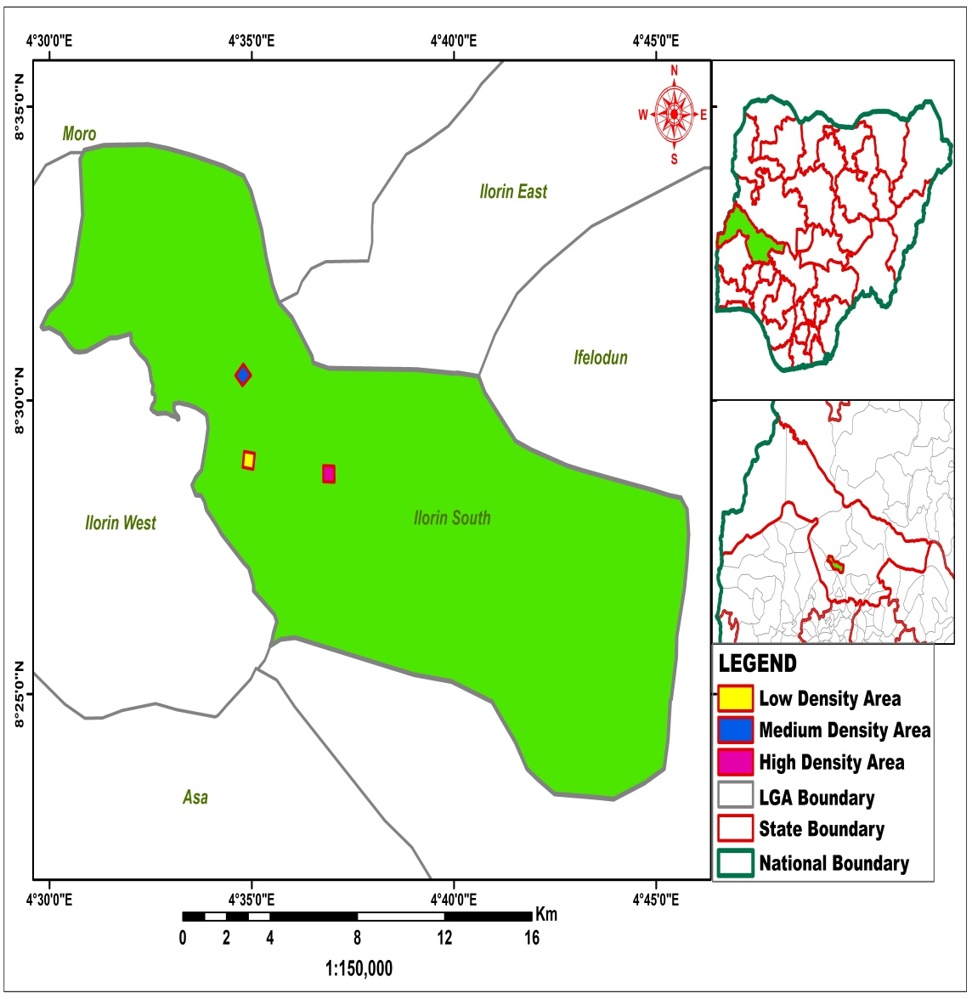 4°30'0"E 4°35'0"E 4°40'0"E 4°45'0"E
8°35'0"N
8°30'0"N
8°25'0"N
N
W E
S
Moro
Ilorin East
Ifelodun
Ilorin West
Ilorin South
Asa
LEGEND
Low Density Area
Medium Density Area
High Density Area
LGA Boundary
State Boundary
National Boundary
4°30'0"E 4°35'0"E 4°40'0"E 4°45'0"E
Km
0 2 4 8 12 16
1:150,000